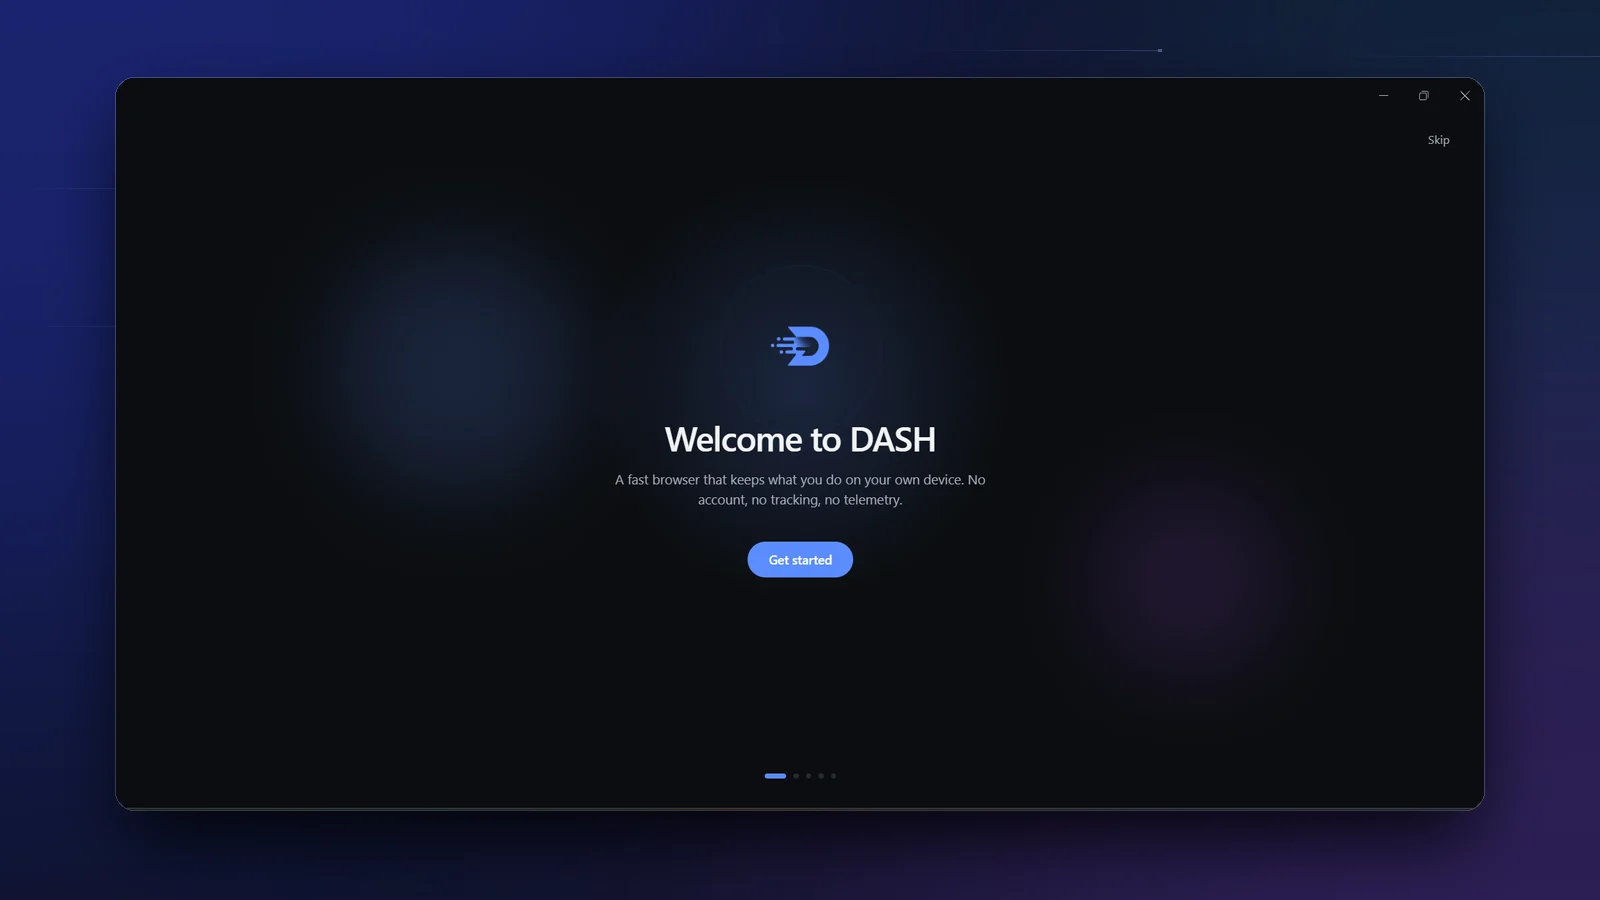 Skip
Welcome to DASH
A fast browser that keeps what you do on your own device. No
account, no tracking, no telemetry.
Get started